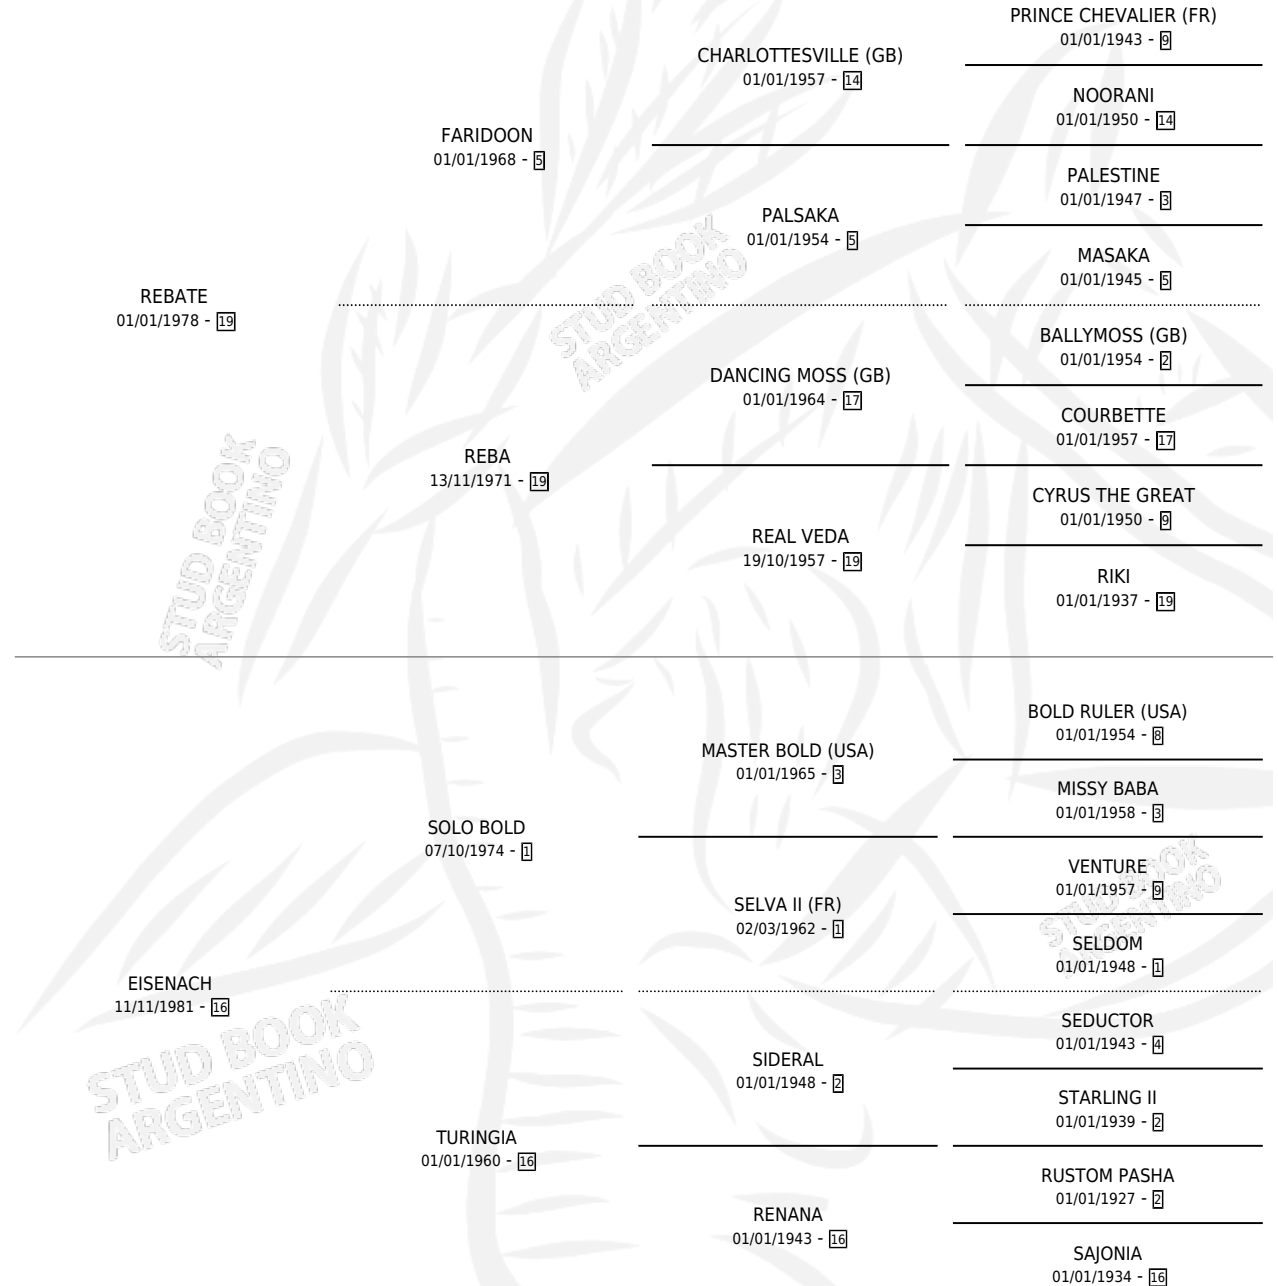 PRINCE CHEVALIER (FR)
01/01/1943 - 9
CHARLOTTESVILLE (GB)
01/01/1957 - 14
NOORANI
01/01/1950 - 14
FARIDOON
01/01/1968 - 5
PALESTINE
01/01/1947 - 3
PALSAKA
01/01/1954 - 5
MASAKA
01/01/1945 - 5
REBATE
01/01/1978 - 19
BALLYMOSS (GB)
01/01/1954 - 2
DANCING MOSS (GB)
01/01/1964 - 17
COURBETTE
01/01/1957 - 17
REBA
13/11/1971 - 19
CYRUS THE GREAT
01/01/1950 - 9
REAL VEDA
19/10/1957 - 19
RIKI
01/01/1937 - 19
BOLD RULER (USA)
01/01/1954 - 8
MASTER BOLD (USA)
01/01/1965 - 3
MISSY BABA
01/01/1958 - 3
SOLO BOLD
07/10/1974 - 1
VENTURE
01/01/1957 - 9
SELVA II (FR)
02/03/1962 - 1
SELDOM
01/01/1948 - 1
EISENACH
11/11/1981 - 16
SEDUCTOR
01/01/1943 - 4
SIDERAL
01/01/1948 - 2
STARLING II
01/01/1939 - 2
TURINGIA
01/01/1960 - 16
RUSTOM PASHA
01/01/1927 - 2
RENANA
01/01/1943 - 16
SAJONIA
01/01/1934 - 16
STUD BOOK
ARGENTINO
STUD BOOK
ARGENTINO
STUD BOOK
ARGENTINO
STUD BOOK
ARGENTINO